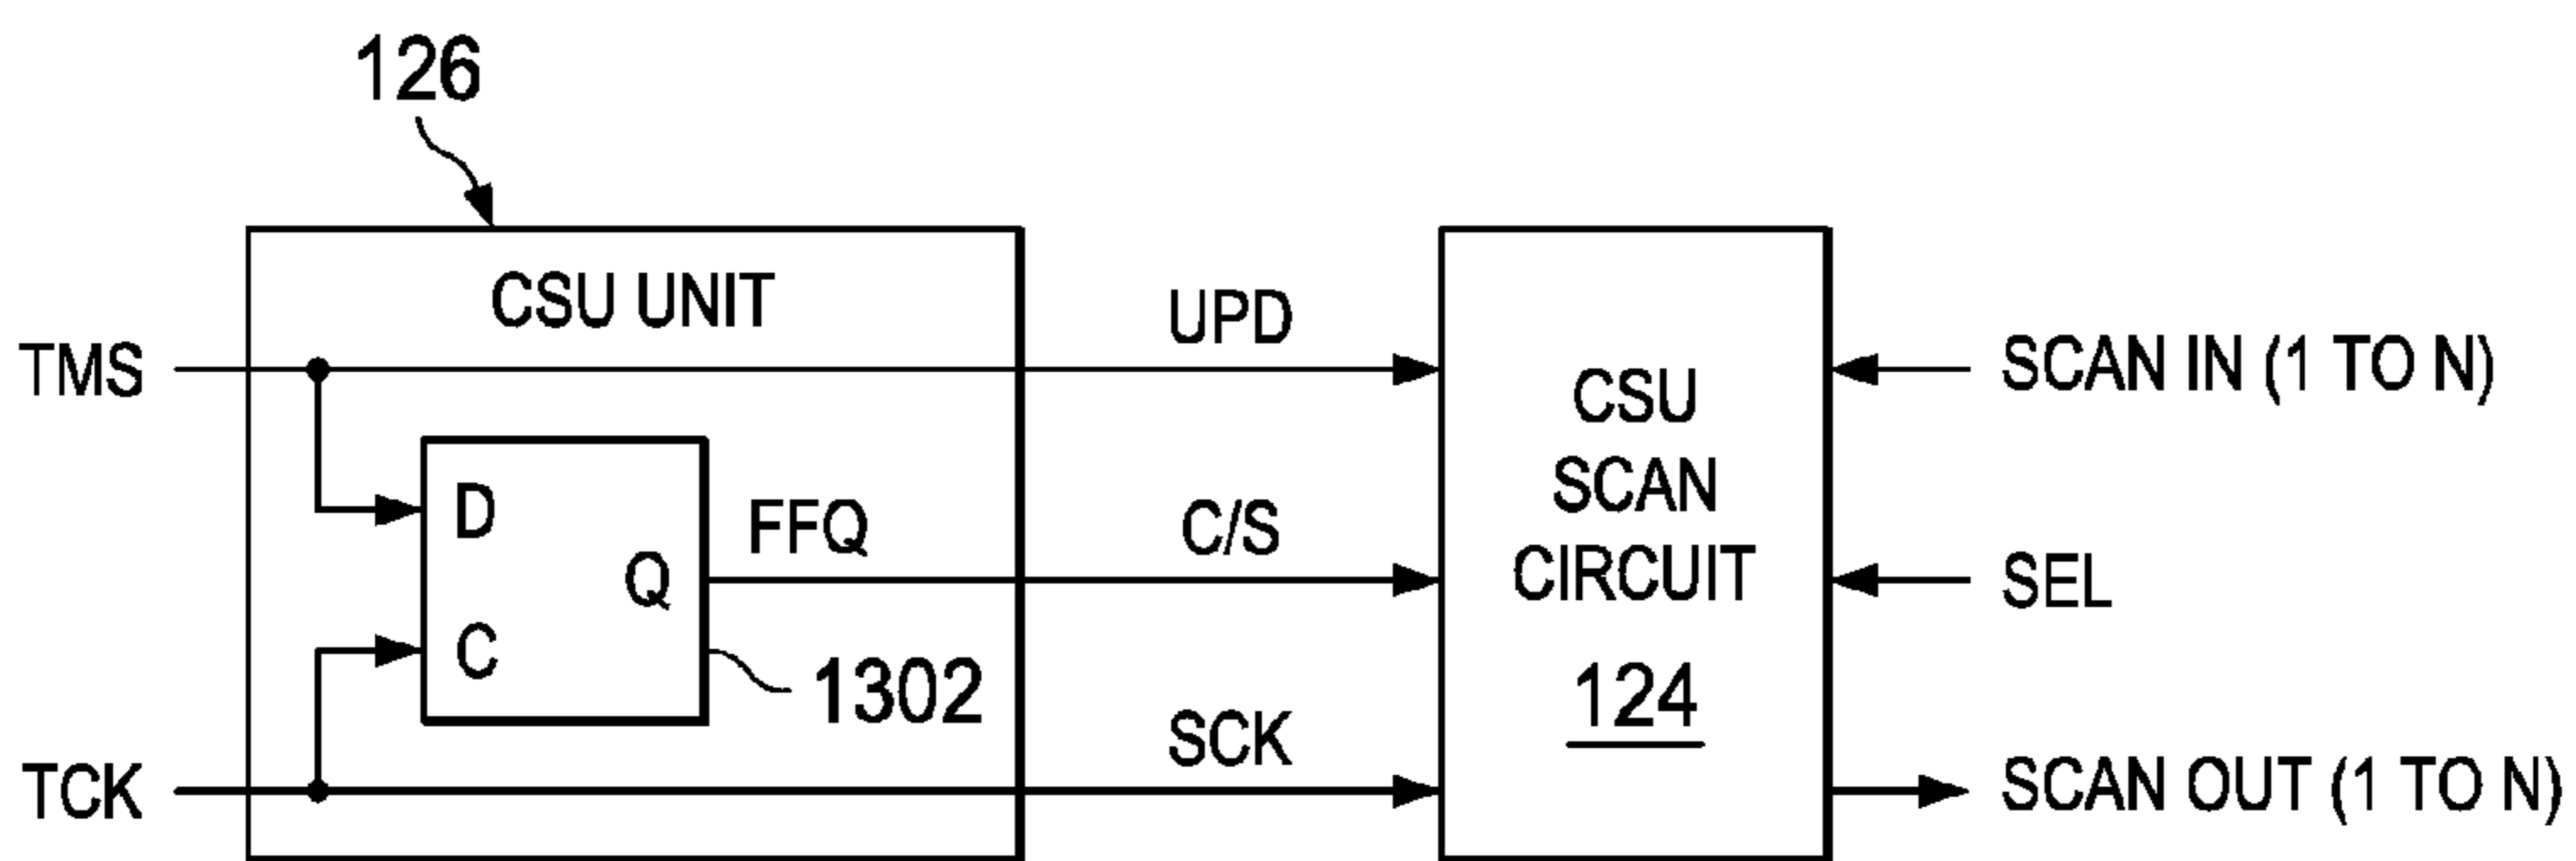 126
CSU UNIT
UPD
TMS
SCAN IN (1 TO N)
CSU
SCAN
CIRCUIT
124
D
FFQ
C/S
Q
SEL
C
1302
SCK
TCK
SCAN OUT (1 TO N)